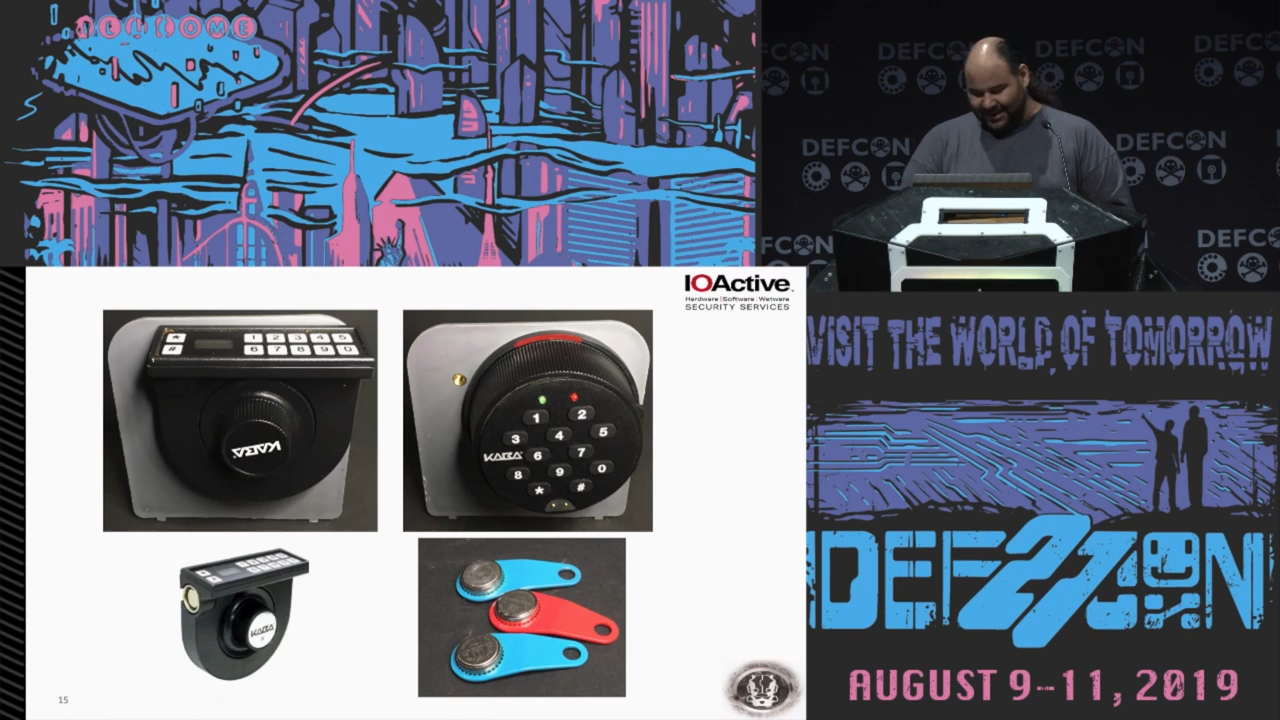 WELCOME
DEFCON DEFCON DEFCON DEFCON
DEFCON DEFCON
DEFCON DEFCON
IOActive
Hardware | Software | Wetware
SECURITY SERVICES
* 1 2 3 4 5
# 6 7 8 9 0
KABA
1 2
3 4 5
KABA 6 7
8 9 0
* #
KABA
15
VISIT THE WORLD OF TOMORROW
DEF27CON
AUGUST 9-11, 2019